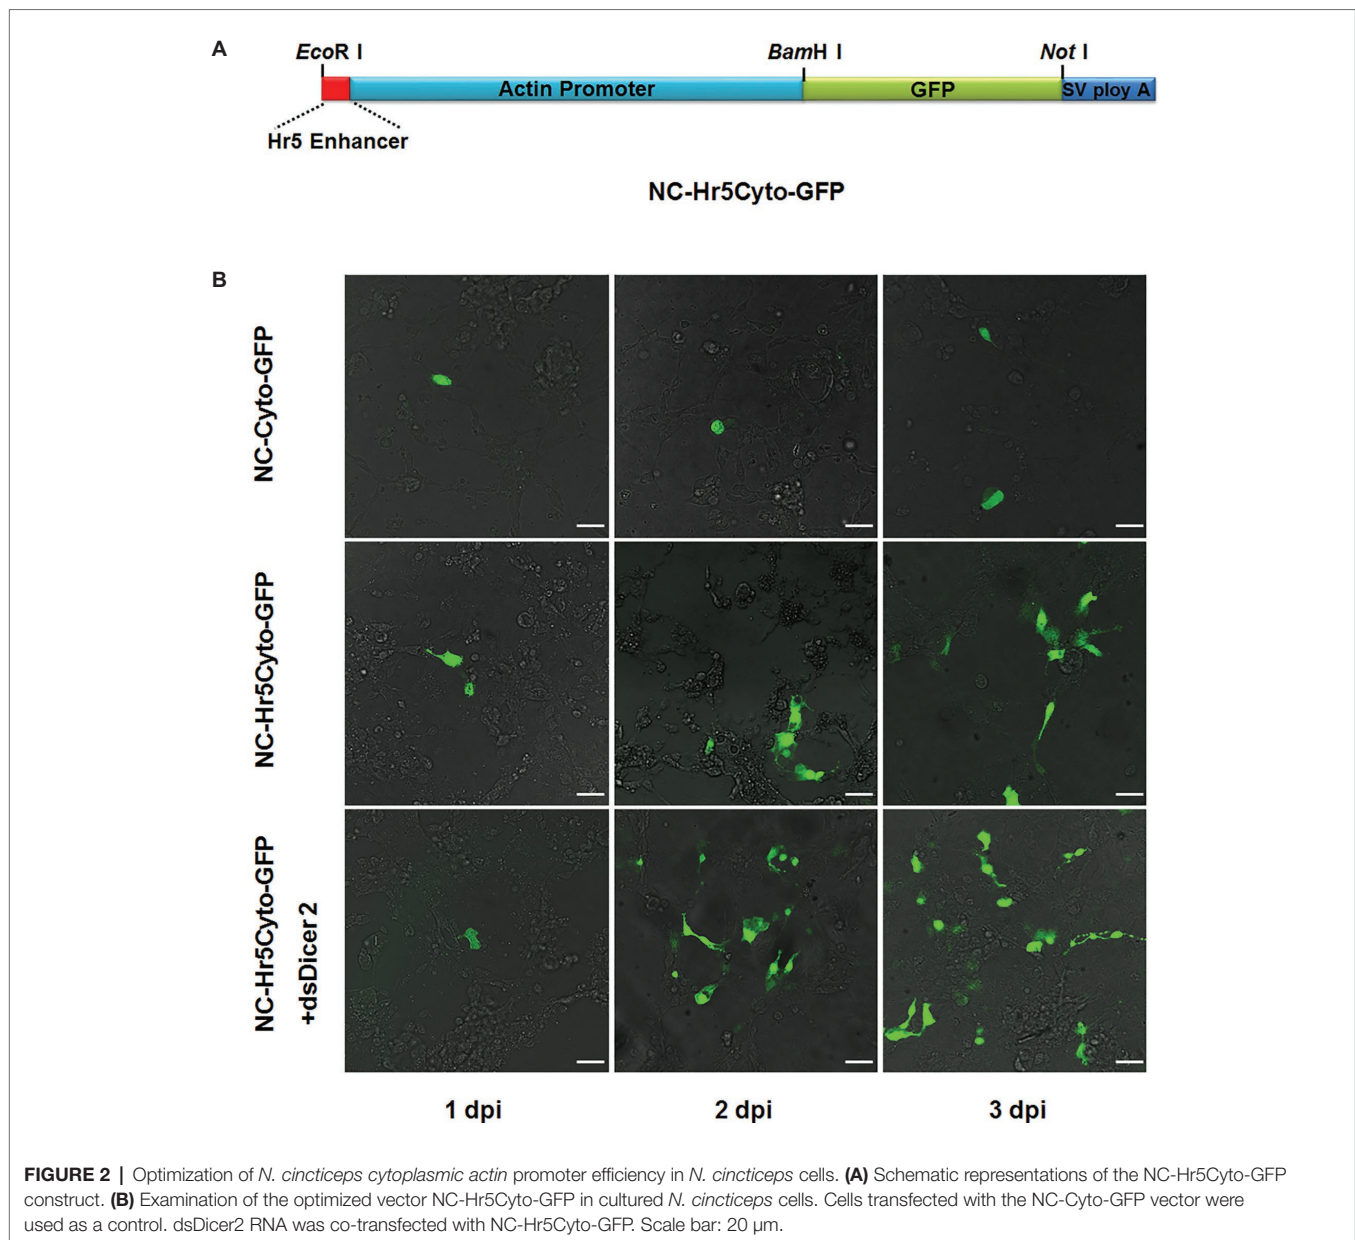 A
EcoR I
BamH I
Not I
Actin Promoter
GFP
SV ploy A
Hr5 Enhancer
NC-Hr5Cyto-GFP
B
NC-Cyto-GFP
NC-Hr5Cyto-GFP
NC-Hr5Cyto-GFP
+dsDicer 2
1 dpi
2 dpi
3 dpi
FIGURE 2 | Optimization of N. cincticeps cytoplasmic actin promoter efficiency in N. cincticeps cells. (A) Schematic representations of the NC-Hr5Cyto-GFP
construct. (B) Examination of the optimized vector NC-Hr5Cyto-GFP in cultured N. cincticeps cells. Cells transfected with the NC-Cyto-GFP vector were
used as a control. dsDicer2 RNA was co-transfected with NC-Hr5Cyto-GFP. Scale bar: 20 μm.